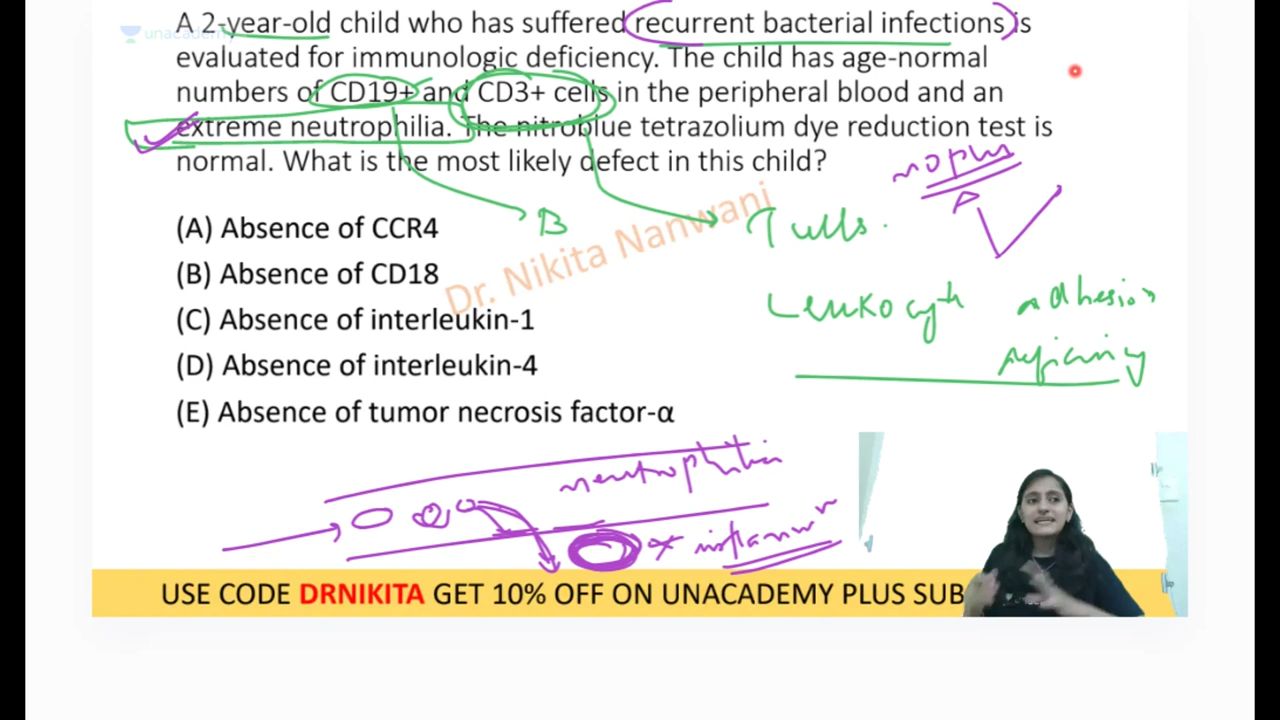 A 2-year-old child who has suffered recurrent bacterial infections is
unacademy
evaluated for immunologic deficiency. The child has age-normal
numbers of CD19+ and CD3+ cells in the peripheral blood and an
extreme neutrophilia. The nitroblue tetrazolium dye reduction test is
normal. What is the most likely defect in this child?
(A) Absence of CCR4
B
T cells.
(B) Absence of CD18
Dr. Nikita Nanwani
Leukocyte adhesion
deficiency
(C) Absence of interleukin-1
(D) Absence of interleukin-4
(E) Absence of tumor necrosis factor-α
neutrophilia
USE CODE DRNIKITA GET 10% OFF ON UNACADEMY PLUS SUB